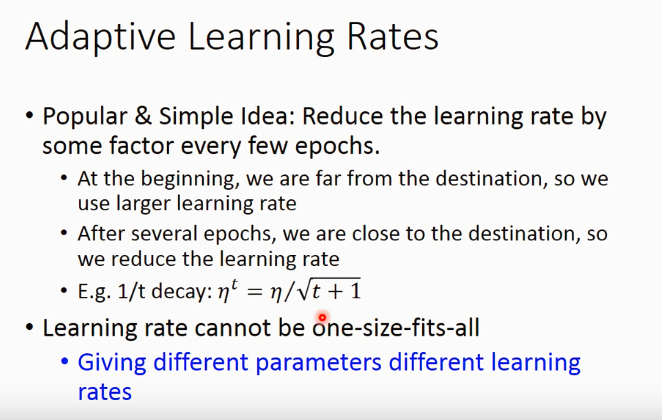 Adaptive Learning Rates
• Popular & Simple Idea: Reduce the learning rate by
some factor every few epochs.
• At the beginning, we are far from the destination, so we
use larger learning rate
• After several epochs, we are close to the destination, so
we reduce the learning rate
• E.g. 1/t decay: ηᵗ = η/√(t + 1)
• Learning rate cannot be one-size-fits-all
• Giving different parameters different learning
rates